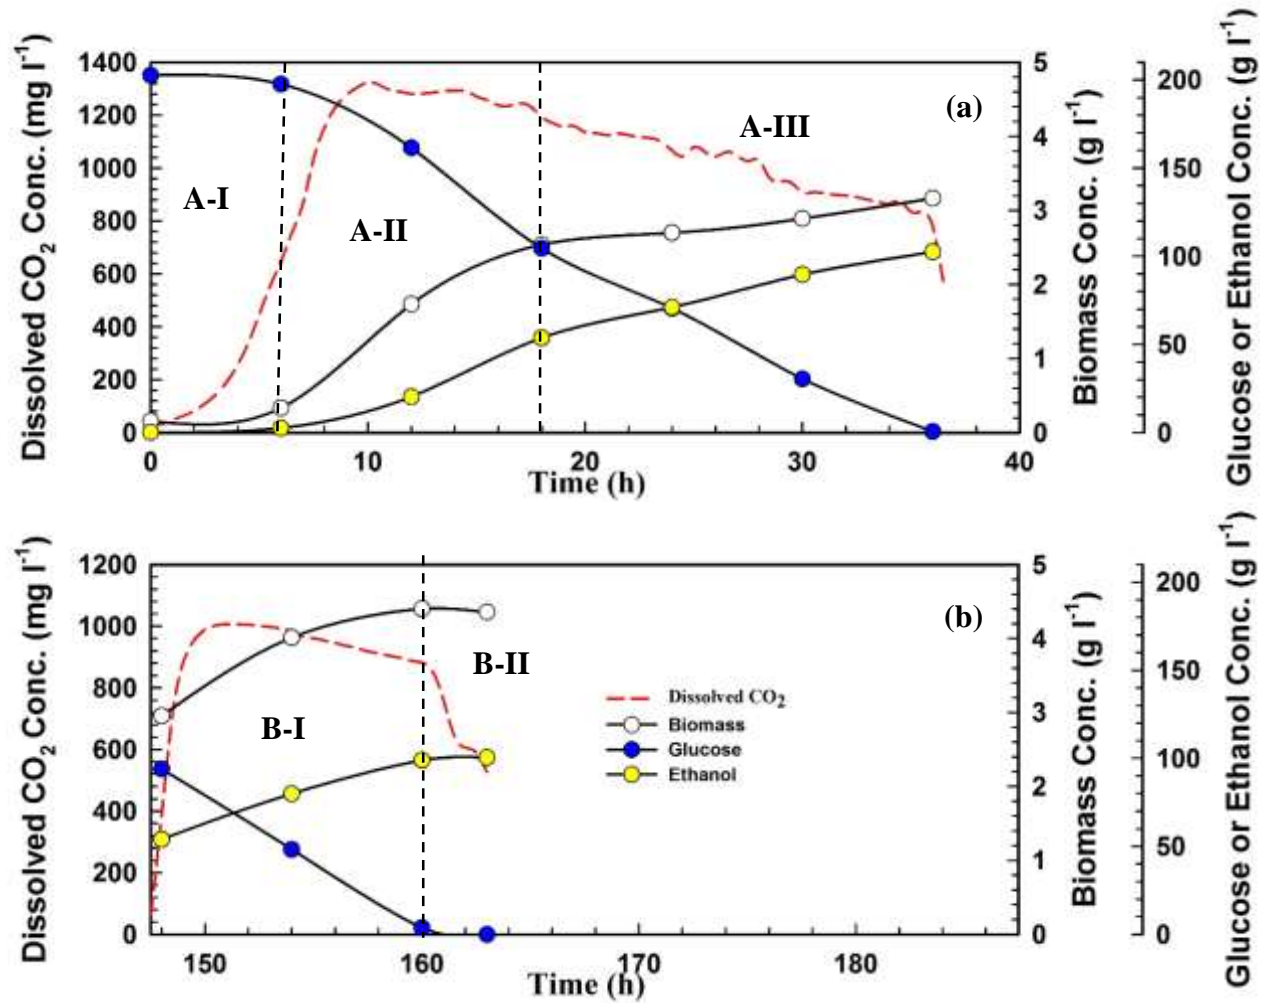 Dissolved CO2 Conc. (mg l-1)
1400
1200
1000
800
600
400
200
0
A-I
A-II
A-III
(a)
5
4
3
2
1
0
Biomass Conc. (g l-1)
200
150
100
50
0
Glucose or Ethanol Conc. (g l-1)
0 10 20 30 40
Time (h)
Dissolved CO2 Conc. (mg l-1)
1200
1000
800
600
400
200
0
B-I
B-II
(b)
Dissolved CO2
Biomass
Glucose
Ethanol
5
4
3
2
1
0
Biomass Conc. (g l-1)
200
150
100
50
0
Glucose or Ethanol Conc. (g l-1)
150 160 170 180
Time (h)